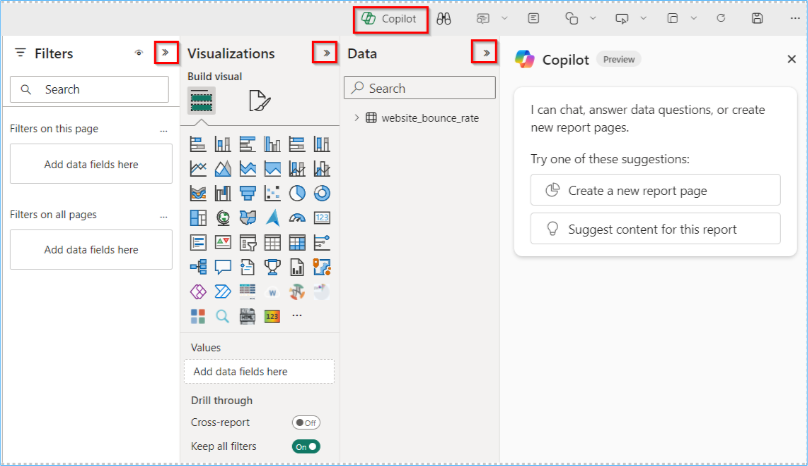 Copilot
Filters
Search
Filters on this page
...
Add data fields here
Filters on all pages
...
Add data fields here
Visualizations
Build visual
123
W
123
...
Values
Add data fields here
Drill through
Cross-report
Off
Keep all filters
On
Data
Search
website_bounce_rate
Copilot
Preview
I can chat, answer data questions, or create
new report pages.
Try one of these suggestions:
Create a new report page
Suggest content for this report